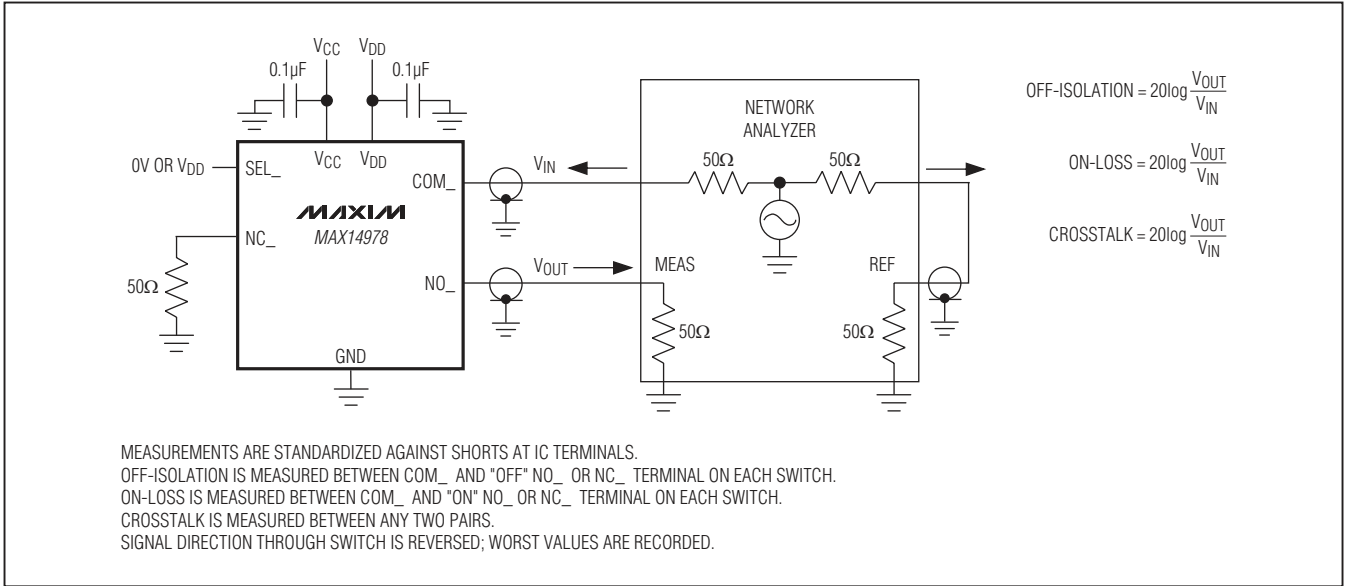 VCC VDD
0.1µF 0.1µF
0V OR VDD
SEL_
VCC VDD
COM_
MAXIM
MAX14978
NC_
NO_
50Ω
GND
VIN
VOUT
NETWORK
ANALYZER
50Ω 50Ω
MEAS REF
50Ω 50Ω
OFF-ISOLATION = 20log VOUT
VIN
ON-LOSS = 20log VOUT
VIN
CROSSTALK = 20log VOUT
VIN
MEASUREMENTS ARE STANDARDIZED AGAINST SHORTS AT IC TERMINALS.
OFF-ISOLATION IS MEASURED BETWEEN COM_ AND "OFF" NO_ OR NC_ TERMINAL ON EACH SWITCH.
ON-LOSS IS MEASURED BETWEEN COM_ AND "ON" NO_ OR NC_ TERMINAL ON EACH SWITCH.
CROSSTALK IS MEASURED BETWEEN ANY TWO PAIRS.
SIGNAL DIRECTION THROUGH SWITCH IS REVERSED; WORST VALUES ARE RECORDED.